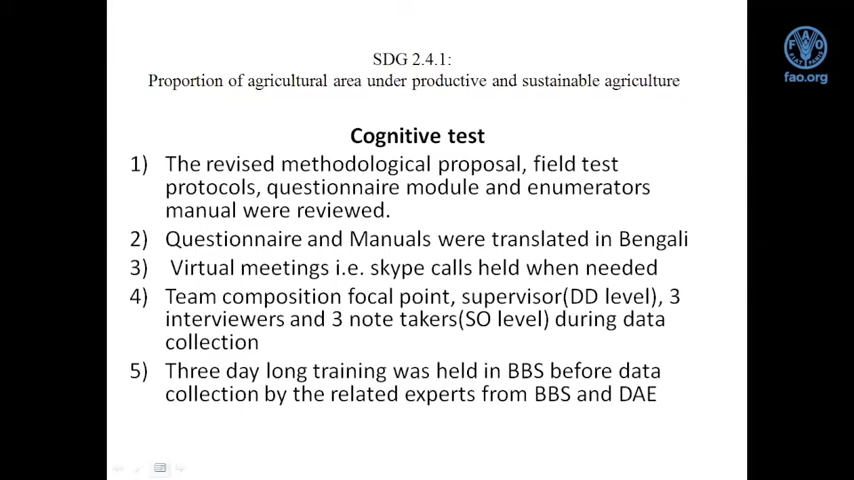 SDG 2.4.1:
Proportion of agricultural area under productive and sustainable agriculture
Cognitive test
1) The revised methodological proposal, field test
protocols, questionnaire module and enumerators
manual were reviewed.
2) Questionnaire and Manuals were translated in Bengali
3) Virtual meetings i.e. skype calls held when needed
4) Team composition focal point, supervisor(DD level), 3
interviewers and 3 note takers(SO level) during data
collection
5) Three day long training was held in BBS before data
collection by the related experts from BBS and DAE
FAO
FIAT PANIS
fao.org